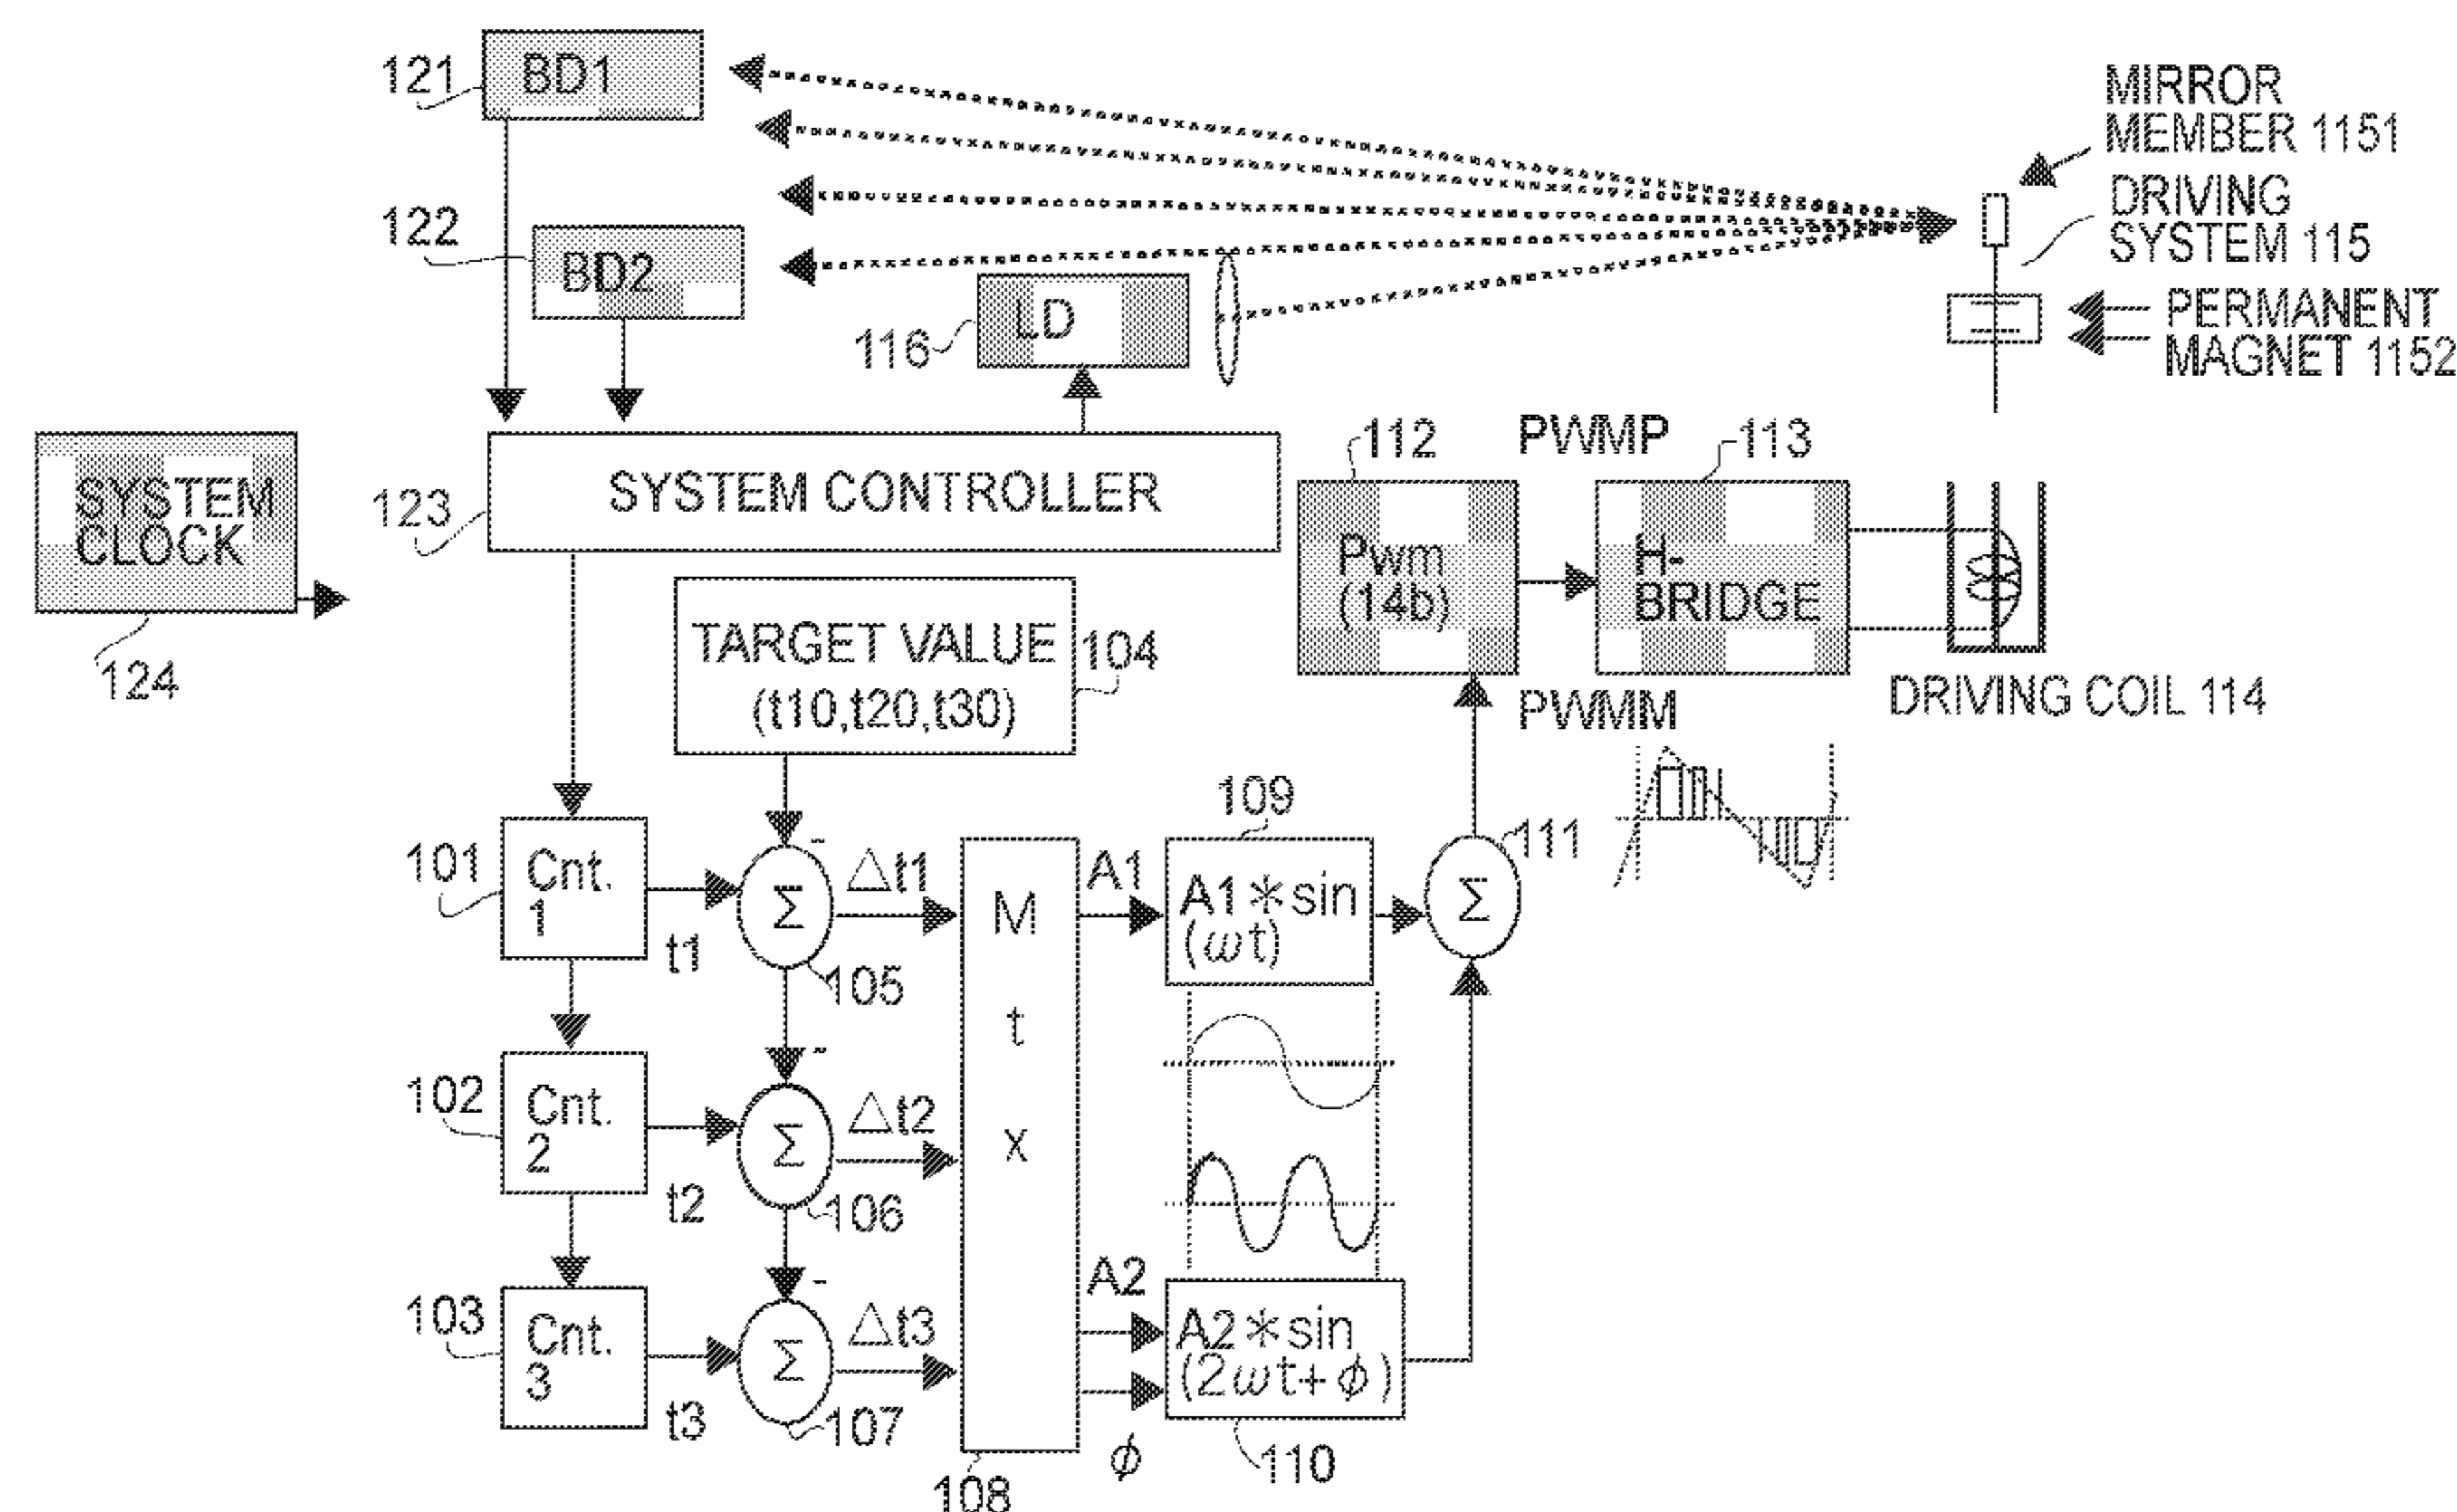 121
BD1
MIRROR
MEMBER 1151
DRIVING
SYSTEM 115
PERMANENT
MAGNET 1152
122
BD2
116
LD
SYSTEM
CLOCK
124
123
SYSTEM CONTROLLER
112
PWMP
113
Pwm
(14b)
H-
BRIDGE
PWMM
DRIVING COIL 114
TARGET VALUE
(t10,t20,t30)
104
101
Cnt.
1
t1
-
Σ
105
△t1
102
Cnt.
2
t2
-
Σ
106
△t2
103
Cnt.
3
t3
-
Σ
107
△t3
M
t
x
108
A1
109
A1*sin
(ωt)
Σ
111
A2
ϕ
A2*sin
(2ωt+ϕ)
110